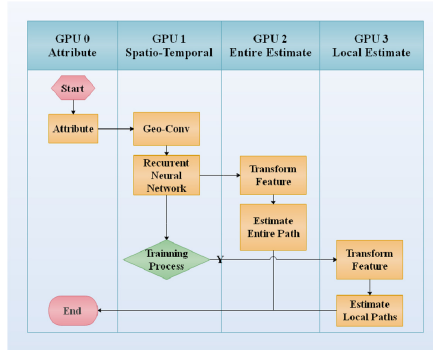 GPU 0
Attribute
GPU 1
Spatio-Temporal
GPU 2
Entire Estimate
GPU 3
Local Estimate
Start
Attribute
Geo-Conv
Recurrent
Neural
Network
Transform
Feature
Estimate
Entire Path
Trainning
Process
Y
Transform
Feature
End
Estimate
Local Paths